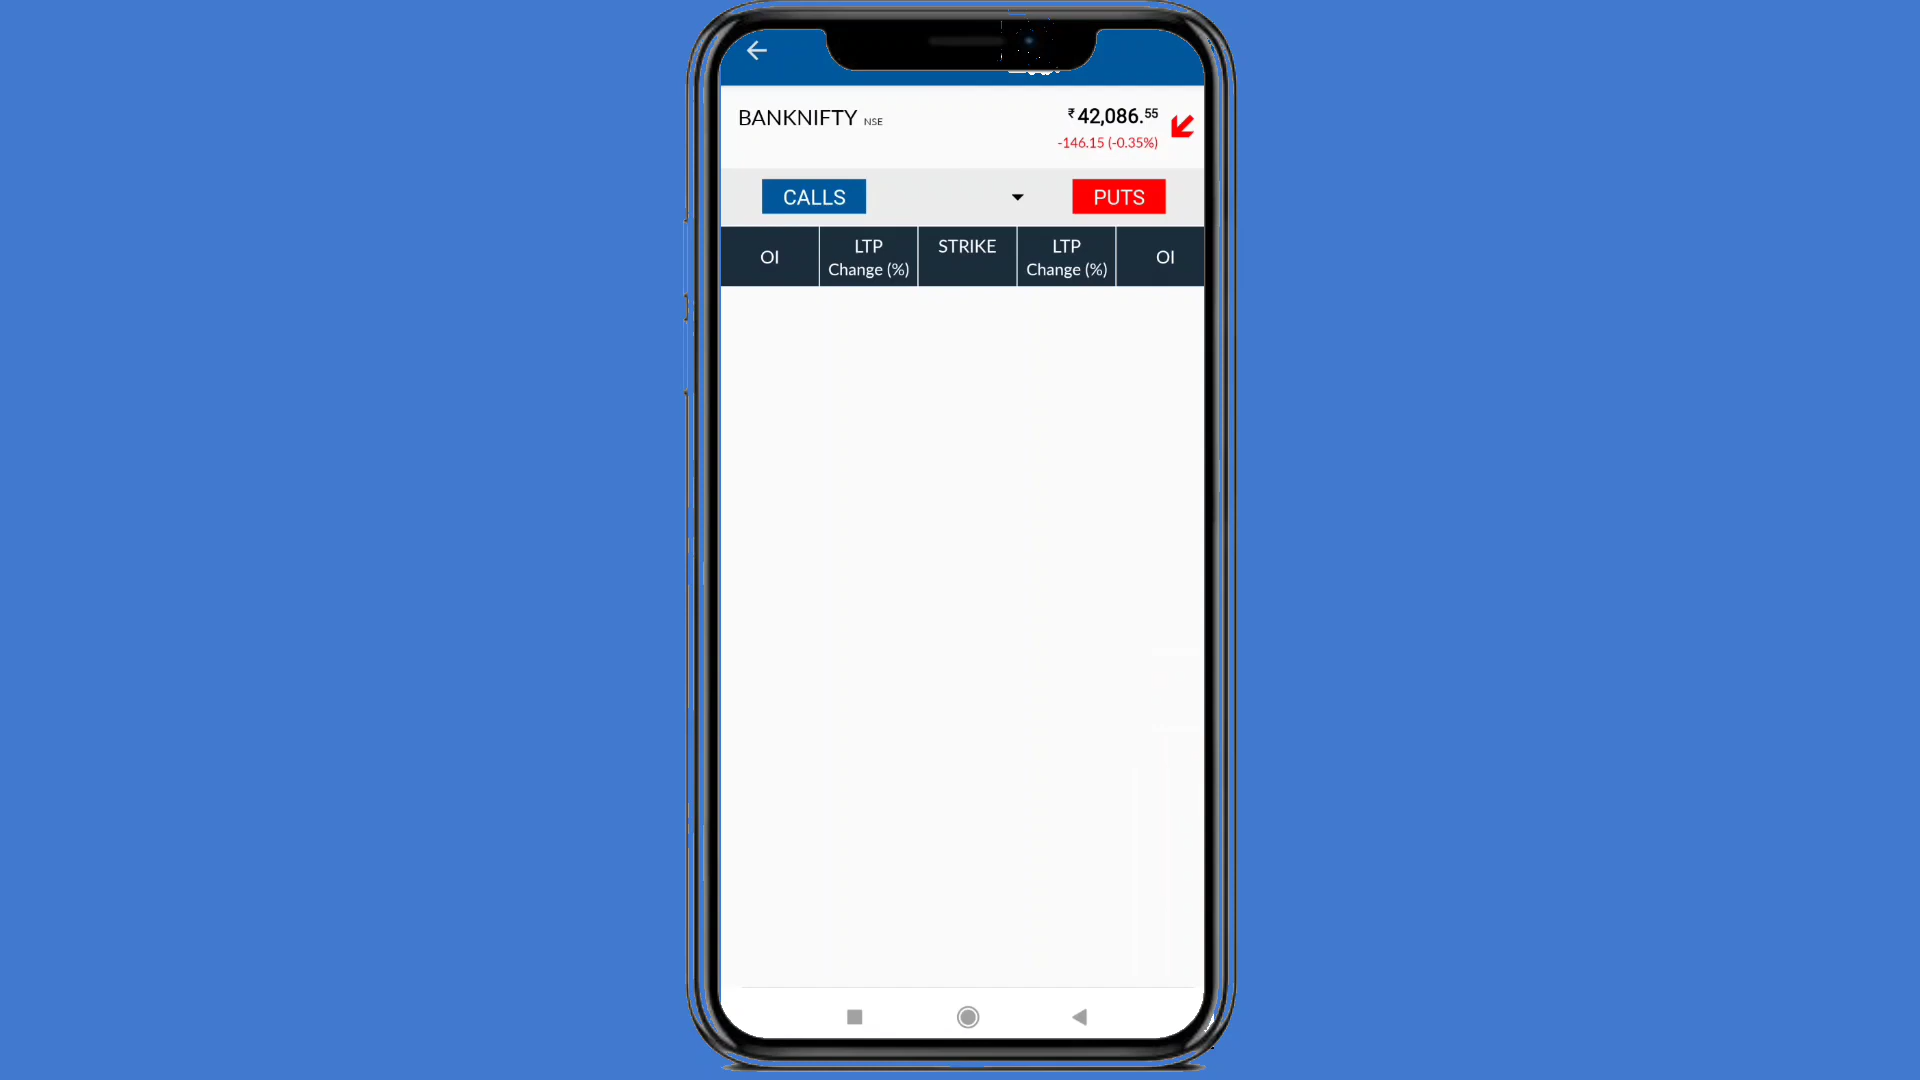 BANKNIFTY NSE
₹42,086.55
-146.15 (-0.35%)
CALLS PUTS
OI LTP Change (%) STRIKE LTP Change (%) OI